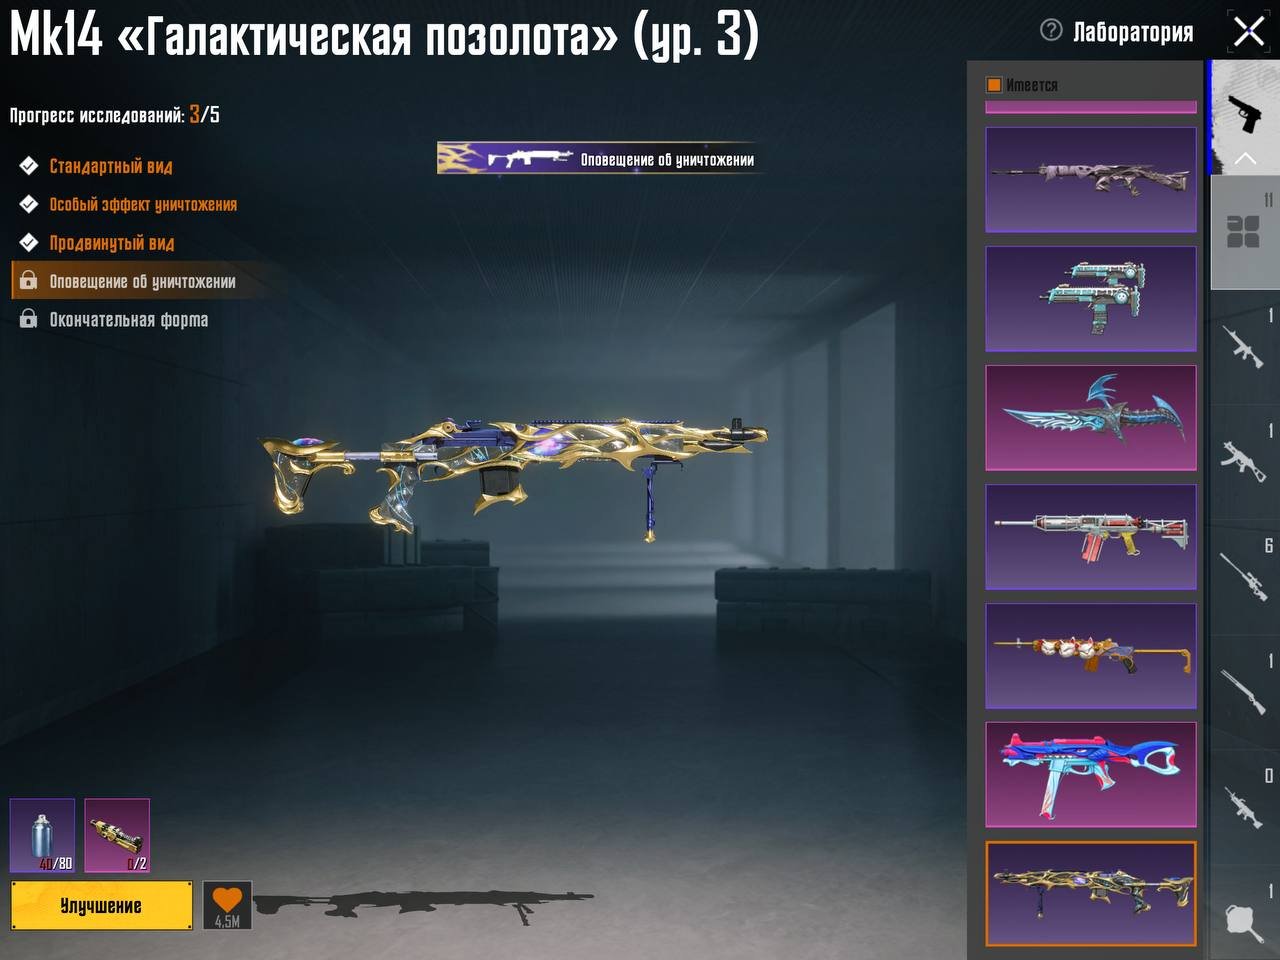 Mk14 «Галактическая позолота» (ур. 3)
Лаборатория
Прогресс исследований: 3/5
Имеется
Стандартный вид
Особый эффект уничтожения
Продвинутый вид
Оповещение об уничтожении
Окончательная форма
Оповещение об уничтожении
11
1
1
6
1
0
1
40/80
0/2
Улучшение
4.5M